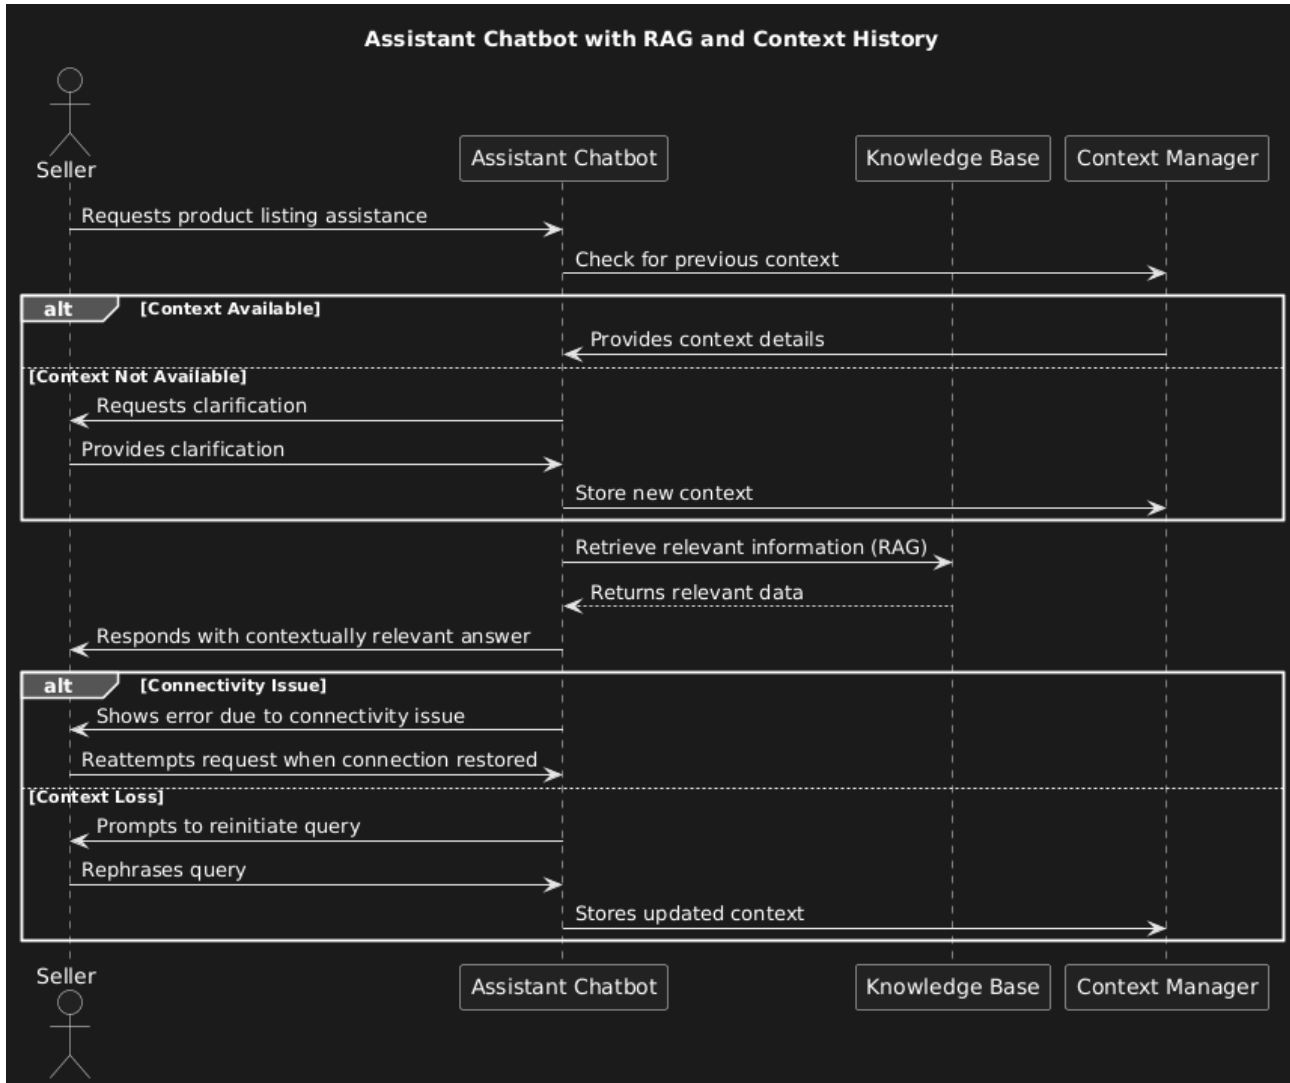 Assistant Chatbot with RAG and Context History
Seller
Assistant Chatbot
Knowledge Base
Context Manager
Requests product listing assistance
Check for previous context
alt [Context Available]
Provides context details
[Context Not Available]
Requests clarification
Provides clarification
Store new context
Retrieve relevant information (RAG)
Returns relevant data
Responds with contextually relevant answer
alt [Connectivity Issue]
Shows error due to connectivity issue
Reattempts request when connection restored
[Context Loss]
Prompts to reinitiate query
Rephrases query
Stores updated context
Seller
Assistant Chatbot
Knowledge Base
Context Manager